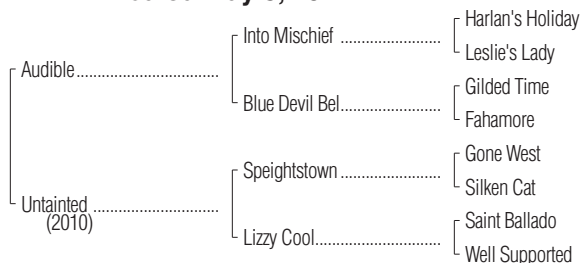 Harlan's Holiday
Into Mischief ........................
Leslie's Lady
Audible ..................................
Gilded Time
Blue Devil Bel ........................
Fahamore
Gone West
Speightstown ........................
Silken Cat
Untainted ..............................
(2010)
Saint Ballado
Lizzy Cool ..............................
Well Supported